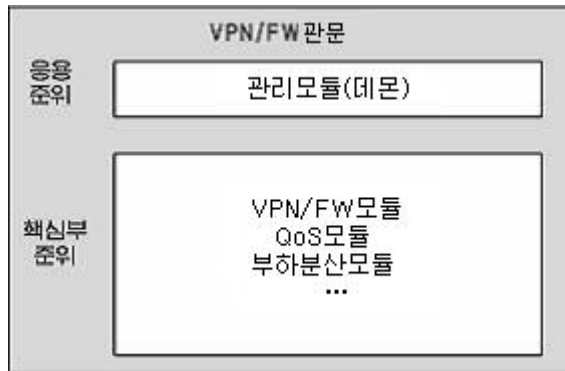 VPN/FW관문
응용
준위
관리모듈(데몬)
핵심부
준위
VPN/FW모듈
QoS모듈
부하분산모듈
...